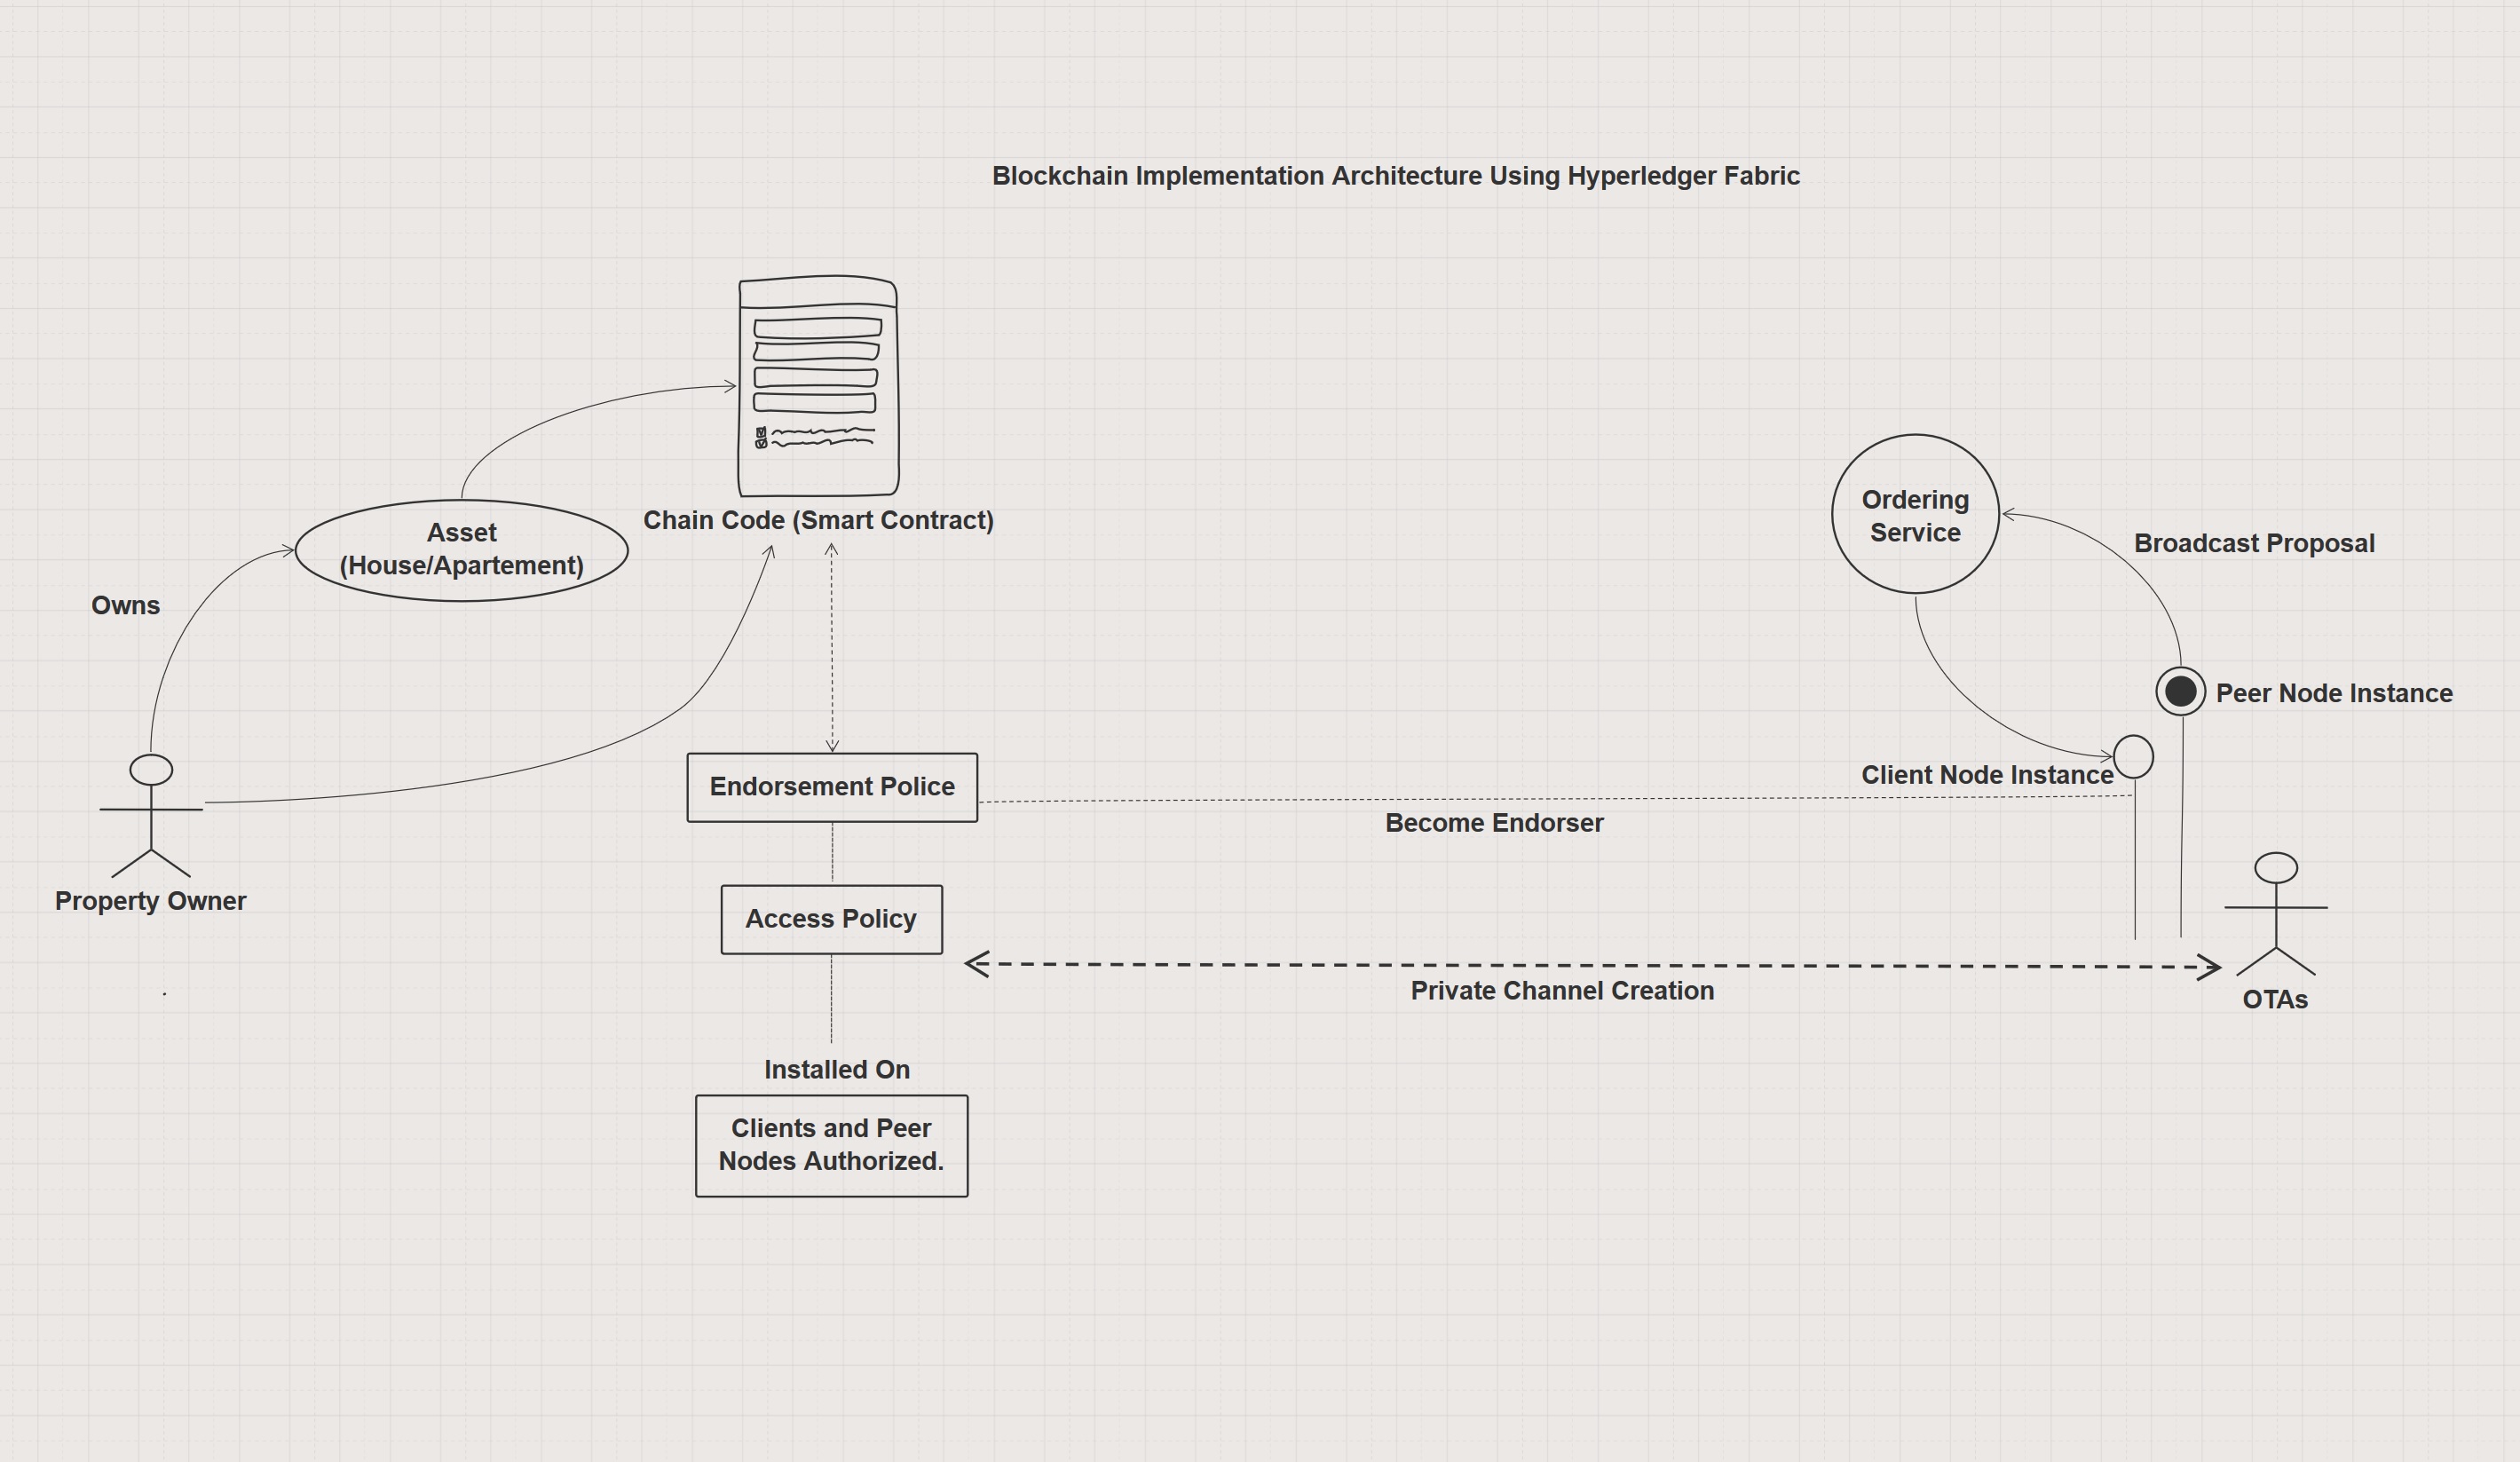 Blockchain Implementation Architecture Using Hyperledger Fabric
Chain Code (Smart Contract)
Asset
(House/Apartement)
Owns
Property Owner
Endorsement Police
Access Policy
Installed On
Clients and Peer
Nodes Authorized.
Become Endorser
Private Channel Creation
Ordering
Service
Broadcast Proposal
Peer Node Instance
Client Node Instance
OTAs